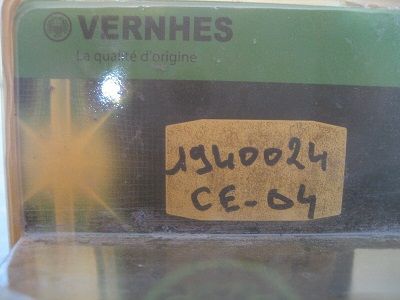 VERNHES
La qualité d'origine
1940024
CE-04